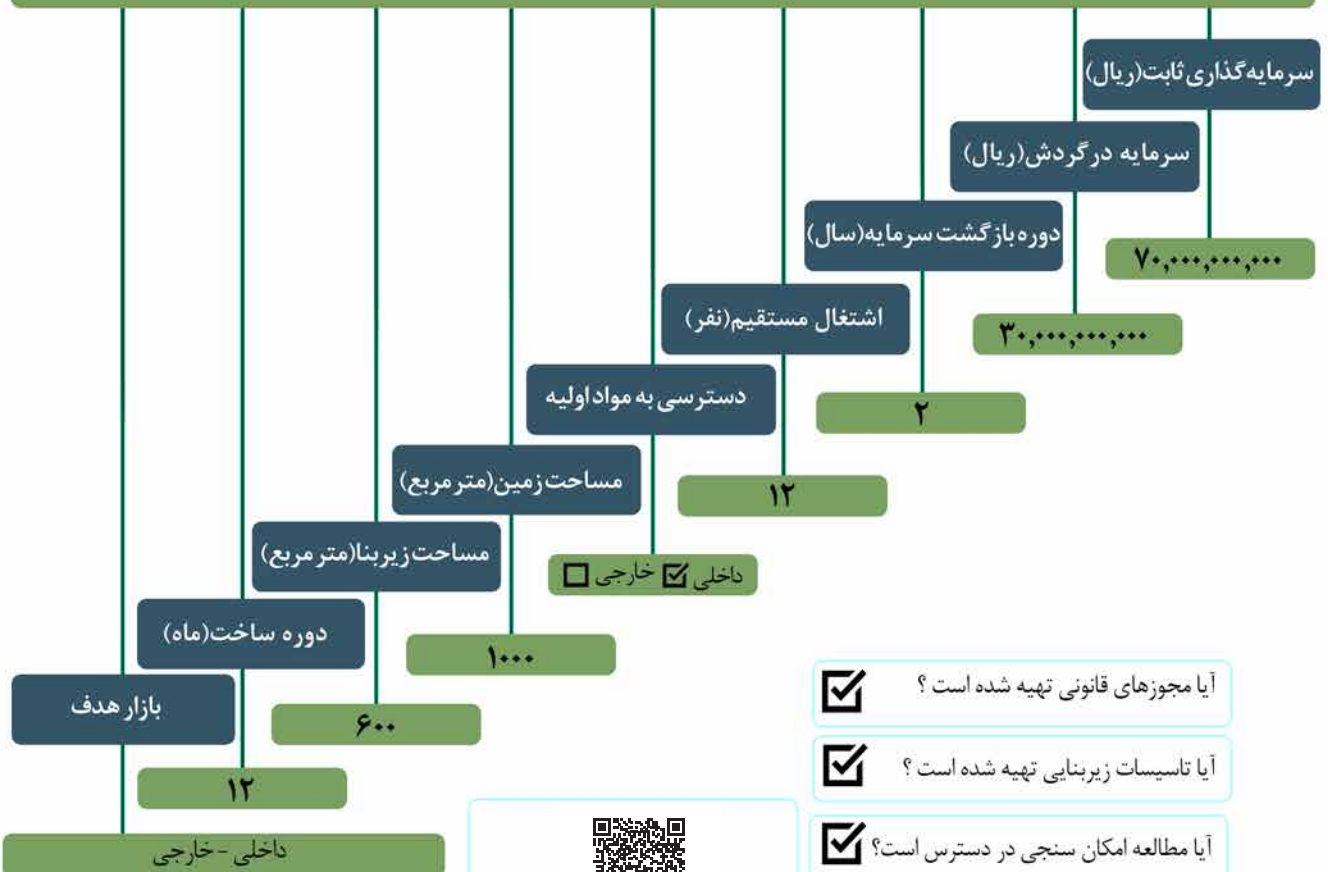 سرمایه‌گذاری ثابت(ریال)
۷۰,۰۰۰,۰۰۰,۰۰۰
سرمایه در گردش(ریال)
۳۰,۰۰۰,۰۰۰,۰۰۰
دوره بازگشت سرمایه(سال)
۲
اشتغال مستقیم(نفر)
۱۲
دسترسی به مواد اولیه
داخلی ☑ خارجی ☐
مساحت زمین(متر مربع)
۱۰۰۰
مساحت زیربنا(متر مربع)
۶۰۰
دوره ساخت(ماه)
۱۲
بازار هدف
داخلی - خارجی
آیا مجوزهای قانونی تهیه شده است ؟ ☑
آیا تاسیسات زیربنایی تهیه شده است ؟ ☑
آیا مطالعه امکان سنجی در دسترس است؟ ☑